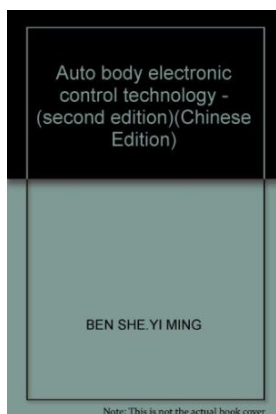 Auto body electronic
control technology -
(second edition)(Chinese
Edition)
BEN SHE.YI MING
Note: This is not the actual book cover